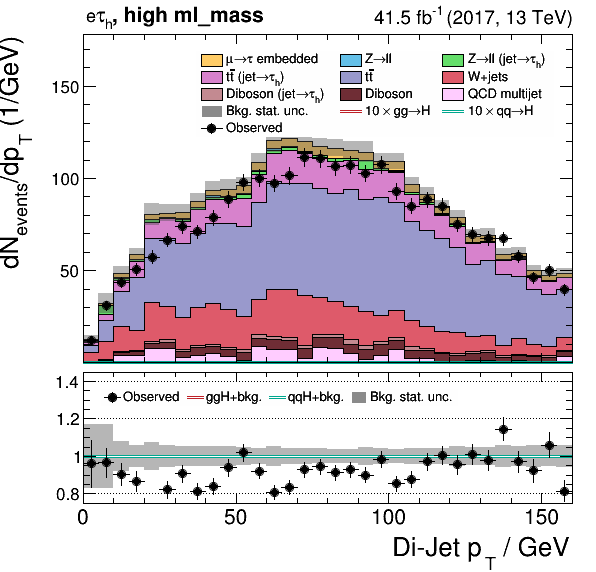 eτh, high ml_mass 41.5 fb-1 (2017, 13 TeV)
μ→τ embedded Z→ll Z→ll (jet→τh)
tt̄ (jet→τh) tt̄ W+jets
Diboson (jet→τh) Diboson QCD multijet
Bkg. stat. unc. 10 × gg→H 10 × qq→H
Observed
dNevents/dpT (1/GeV)
150
100
50
Observed ggH+bkg. qqH+bkg. Bkg. stat. unc.
1.4
1.2
1
0.8
0 50 100 150
Di-Jet pT / GeV